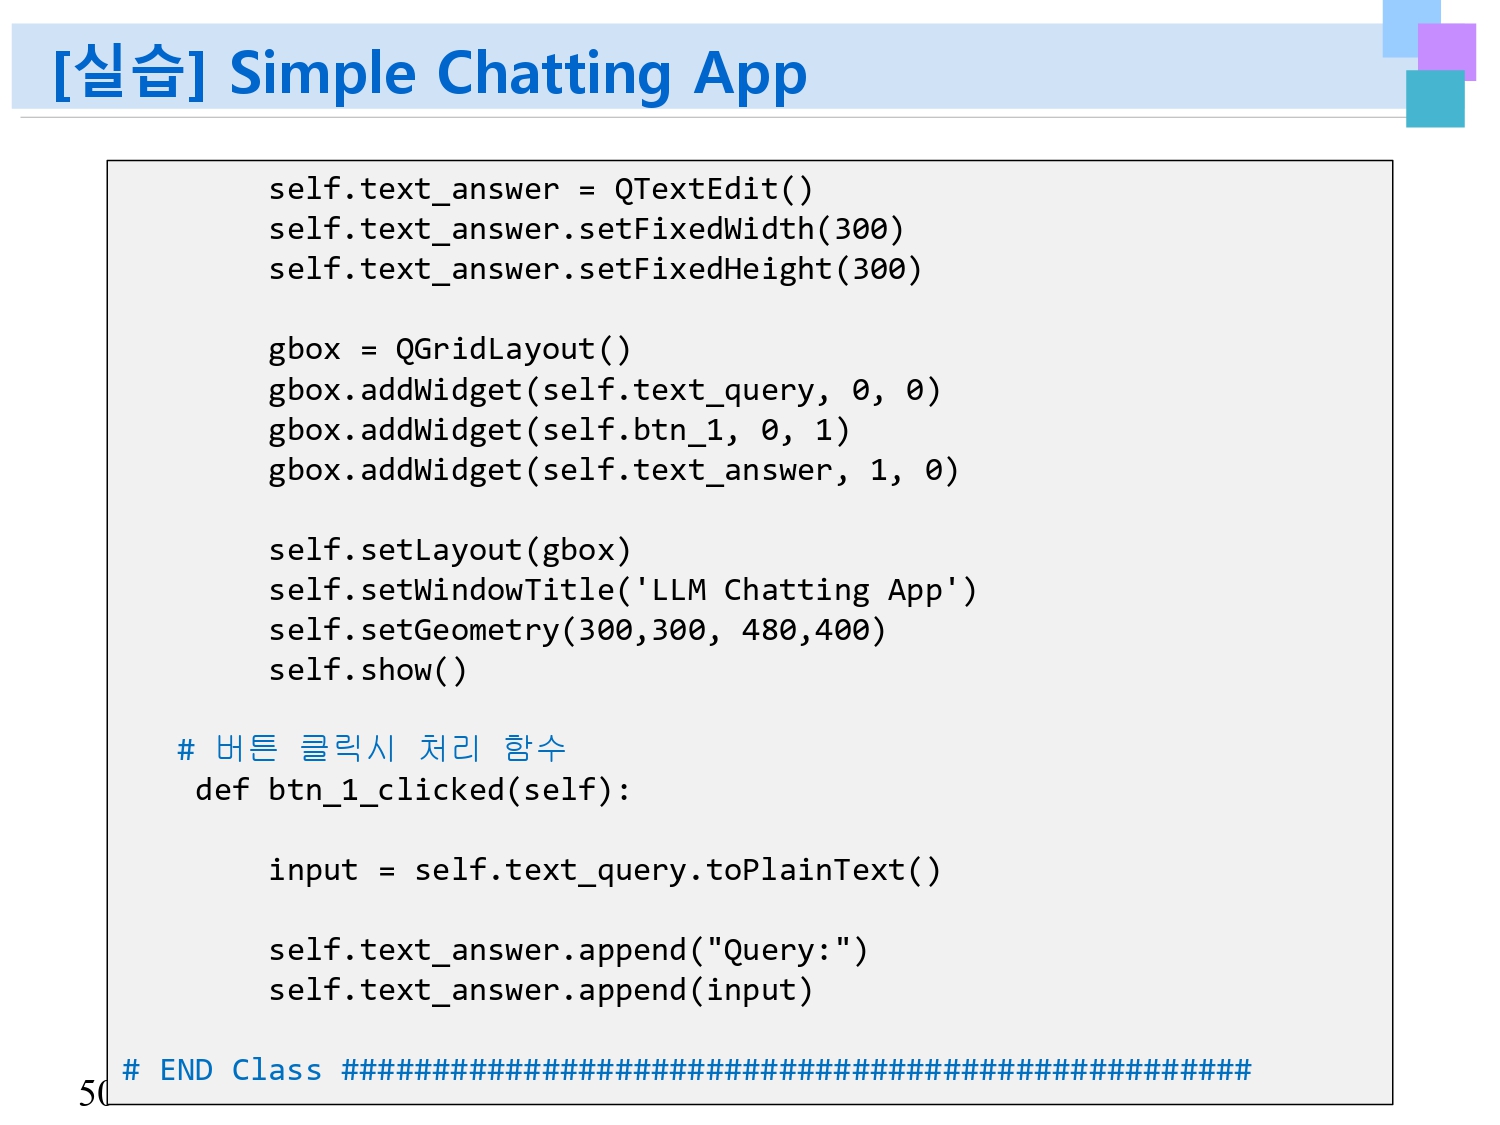 [실습] Simple Chatting App
self.text_answer = QTextEdit()
self.text_answer.setFixedWidth(300)
self.text_answer.setFixedHeight(300)
gbox = QGridLayout()
gbox.addWidget(self.text_query, 0, 0)
gbox.addWidget(self.btn_1, 0, 1)
gbox.addWidget(self.text_answer, 1, 0)
self.setLayout(gbox)
self.setWindowTitle('LLM Chatting App')
self.setGeometry(300,300, 480,400)
self.show()
# 버튼 클릭시 처리 함수
def btn_1_clicked(self):
input = self.text_query.toPlainText()
self.text_answer.append("Query:")
self.text_answer.append(input)
# END Class ##################################################
50